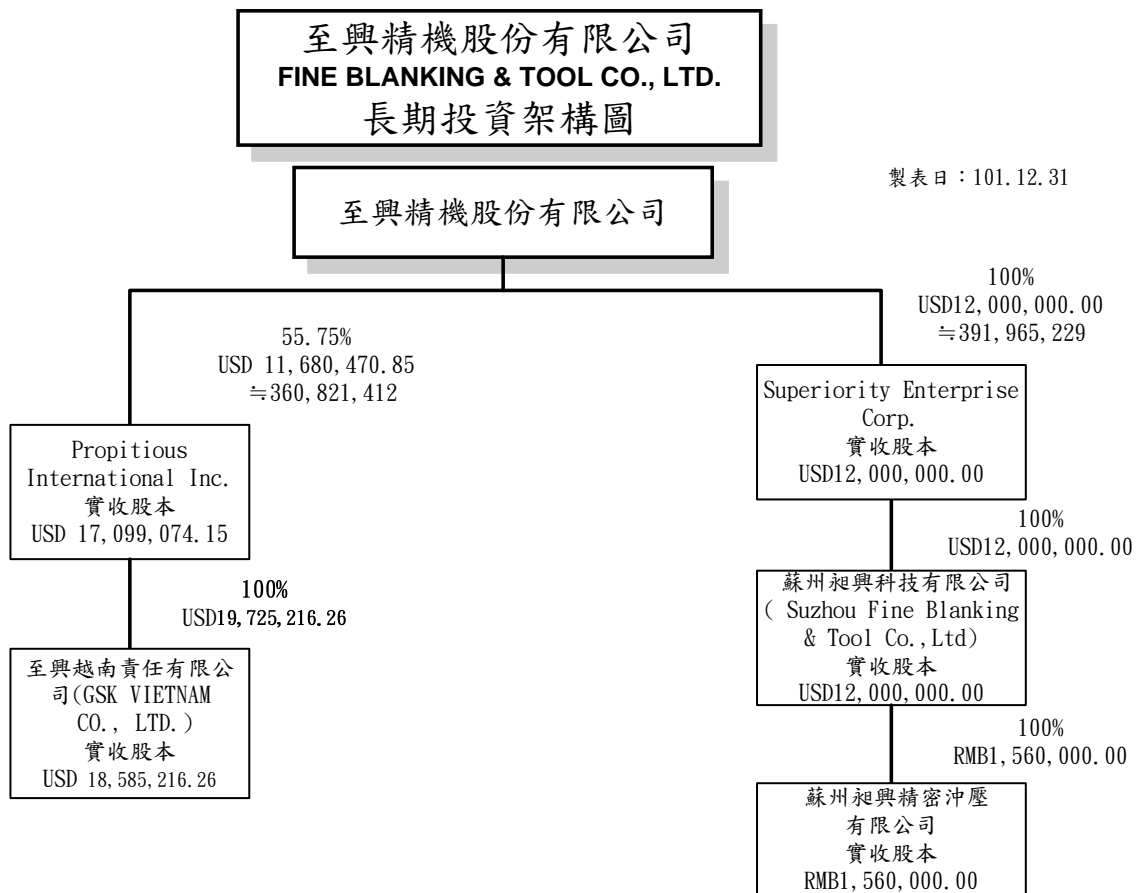 至興精機股份有限公司
FINE BLANKING & TOOL CO., LTD.
長期投資架構圖
製表日：101.12.31
至興精機股份有限公司
55.75%
USD 11,680,470.85
≒360,821,412
100%
USD12,000,000.00
≒391,965,229
Propitious
International Inc.
實收股本
USD 17,099,074.15
100%
USD19,725,216.26
至興越南責任有限公
司(GSK VIETNAM
CO., LTD.)
實收股本
USD 18,585,216.26
Superiority Enterprise
Corp.
實收股本
USD12,000,000.00
100%
USD12,000,000.00
蘇州昶興科技有限公司
( Suzhou Fine Blanking
& Tool Co.,Ltd)
實收股本
USD12,000,000.00
100%
RMB1,560,000.00
蘇州昶興精密沖壓
有限公司
實收股本
RMB1,560,000.00